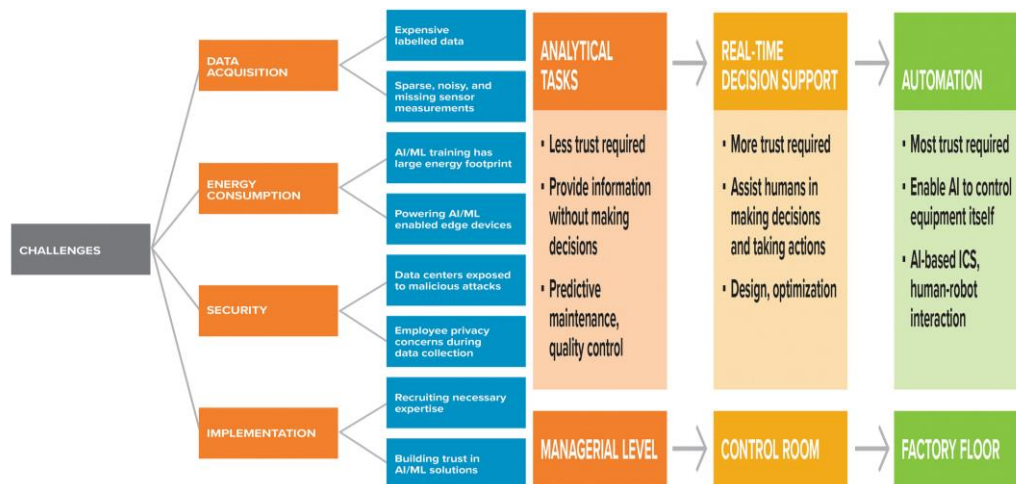 CHALLENGES
DATA
ACQUISITION
ENERGY
CONSUMPTION
SECURITY
IMPLEMENTATION
Expensive
labelled data
Sparse, noisy, and
missing sensor
measurements
AI/ML training has
large energy footprint
Powering AI/ML
enabled edge devices
Data centers exposed
to malicious attacks
Employee privacy
concerns during
data collection
Recruiting necessary
expertise
Building trust in
AI/ML solutions
ANALYTICAL
TASKS
▪ Less trust required
▪ Provide information
without making
decisions
▪ Predictive
maintenance,
quality control
MANAGERIAL LEVEL
REAL-TIME
DECISION SUPPORT
▪ More trust required
▪ Assist humans in
making decisions
and taking actions
▪ Design, optimization
CONTROL ROOM
AUTOMATION
▪ Most trust required
▪ Enable AI to control
equipment itself
▪ AI-based ICS,
human-robot
interaction
FACTORY FLOOR